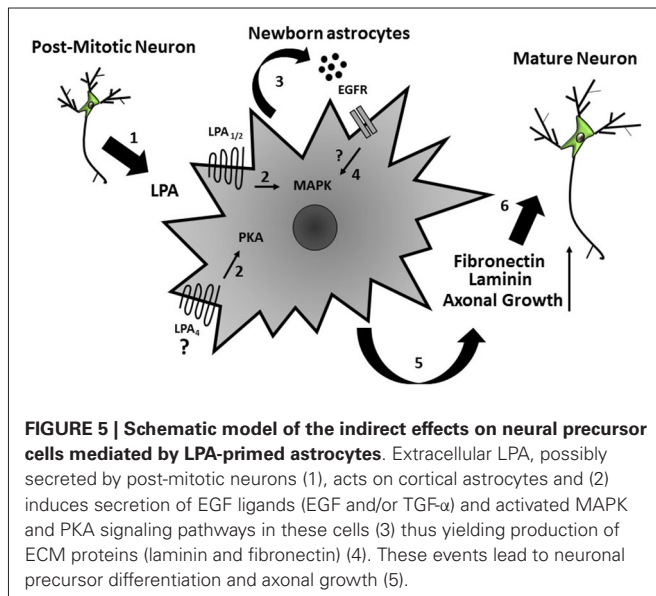 Newborn astrocytes
Post-Mitotic Neuron
Mature Neuron
3
EGFR
1
LPA1/2
?
LPA
2
MAPK
4
6
PKA
2
Fibronectin
Laminin
Axonal Growth
LPA4
?
5
FIGURE 5 | Schematic model of the indirect effects on neural precursor
cells mediated by LPA-primed astrocytes. Extracellular LPA, possibly
secreted by post-mitotic neurons (1), acts on cortical astrocytes and (2)
induces secretion of EGF ligands (EGF and/or TGF-α) and activated MAPK
and PKA signaling pathways in these cells (3) thus yielding production of
ECM proteins (laminin and fibronectin) (4). These events lead to neuronal
precursor differentiation and axonal growth (5).